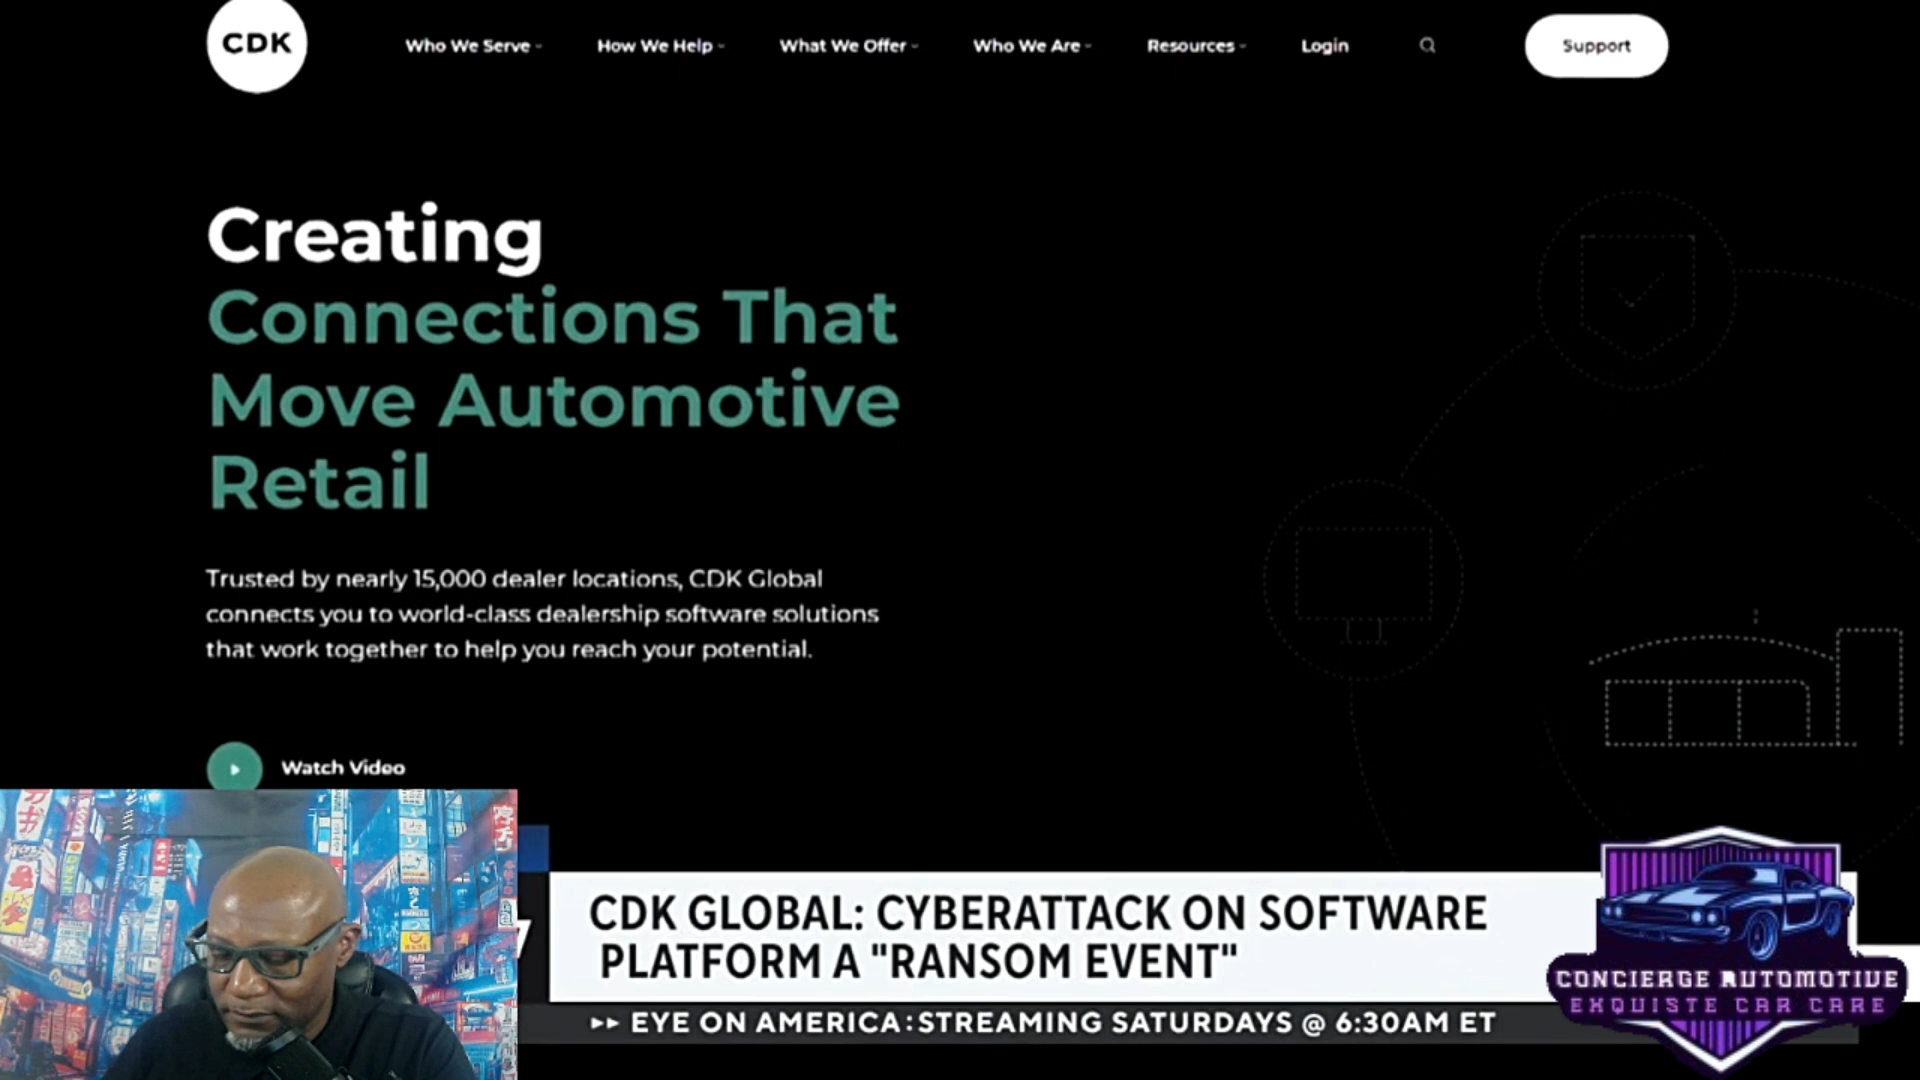 CDK
Who We Serve
How We Help
What We Offer
Who We Are
Resources
Login
Support
Creating
Connections That
Move Automotive
Retail
Trusted by nearly 15,000 dealer locations, CDK Global
connects you to world-class dealership software solutions
that work together to help you reach your potential.
Watch Video
CDK GLOBAL: CYBERATTACK ON SOFTWARE
PLATFORM A "RANSOM EVENT"
EYE ON AMERICA:STREAMING SATURDAYS @ 6:30AM ET
CONCIERGE AUTOMOTIVE
EXQUISTE CAR CARE